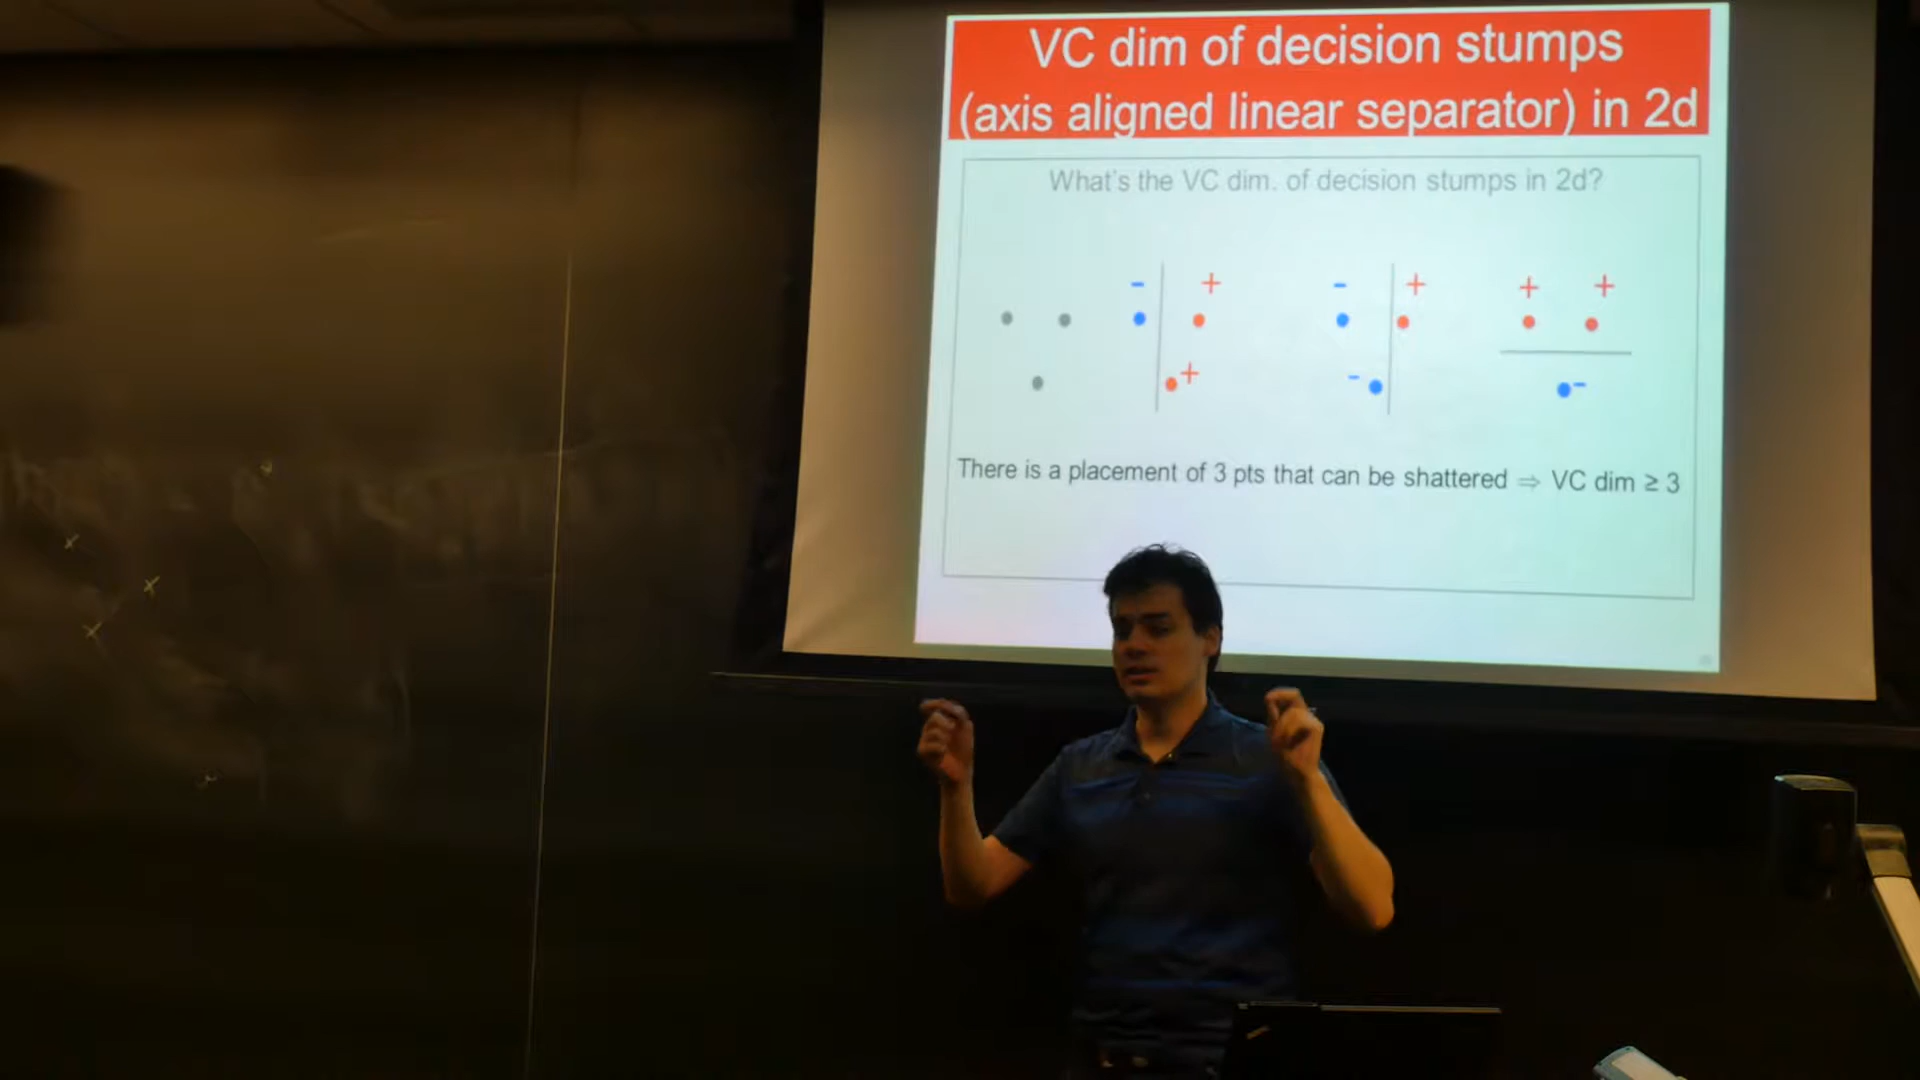 VC dim of decision stumps
(axis aligned linear separator) in 2d
What's the VC dim. of decision stumps in 2d?
- + - + + +
+ - -
There is a placement of 3 pts that can be shattered ⇒ VC dim ≥ 3